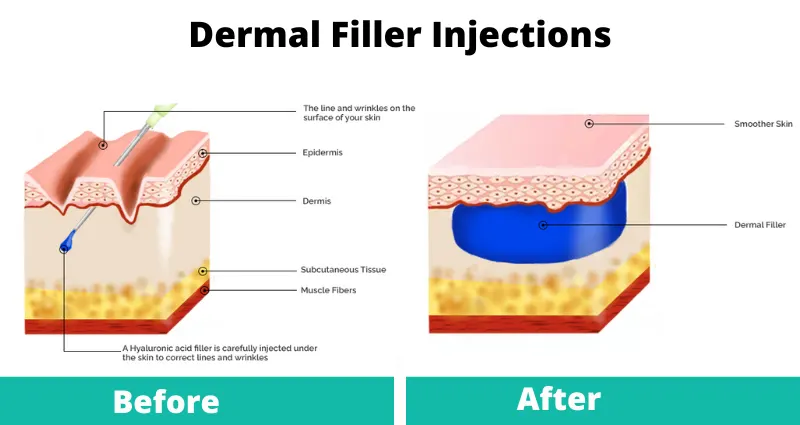 Dermal Filler Injections
The line and wrinkles on the
surface of your skin
Epidermis
Dermis
Subcutaneous Tissue
Muscle Fibers
A Hyaluronic acid filler is carefully injected under
the skin to correct lines and wrinkles
Smoother Skin
Dermal Filler
Before
After